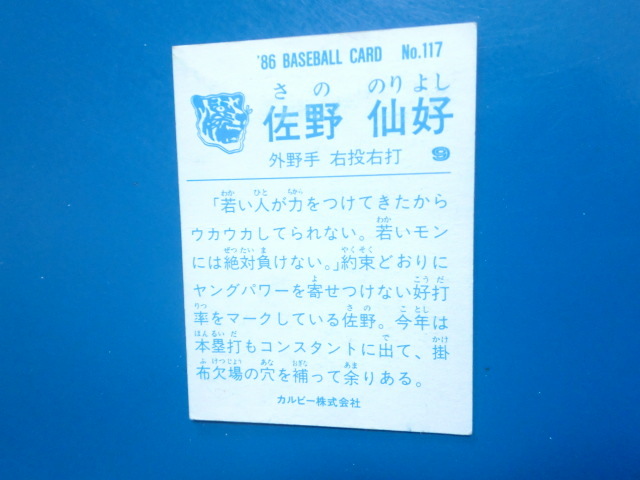 '86 BASEBALL CARD No.117
さの のりよし
佐野 仙好
外野手 右投右打 9
わか ひと ちから
「若い人が力をつけてきたから
わか
ウカウカしてられない。若いモン
ぜったい ま やくそく
には絶対負けない。」約束どおりに
よ こうだ
ヤングパワーを寄せつけない好打
りつ さの ことし
率をマークしている佐野。今年は
ほんるいだ で かけ
本塁打もコンスタントに出て、掛
ふ けつじょう あな おぎな あま
布欠場の穴を補って余りある。
カルビー株式会社